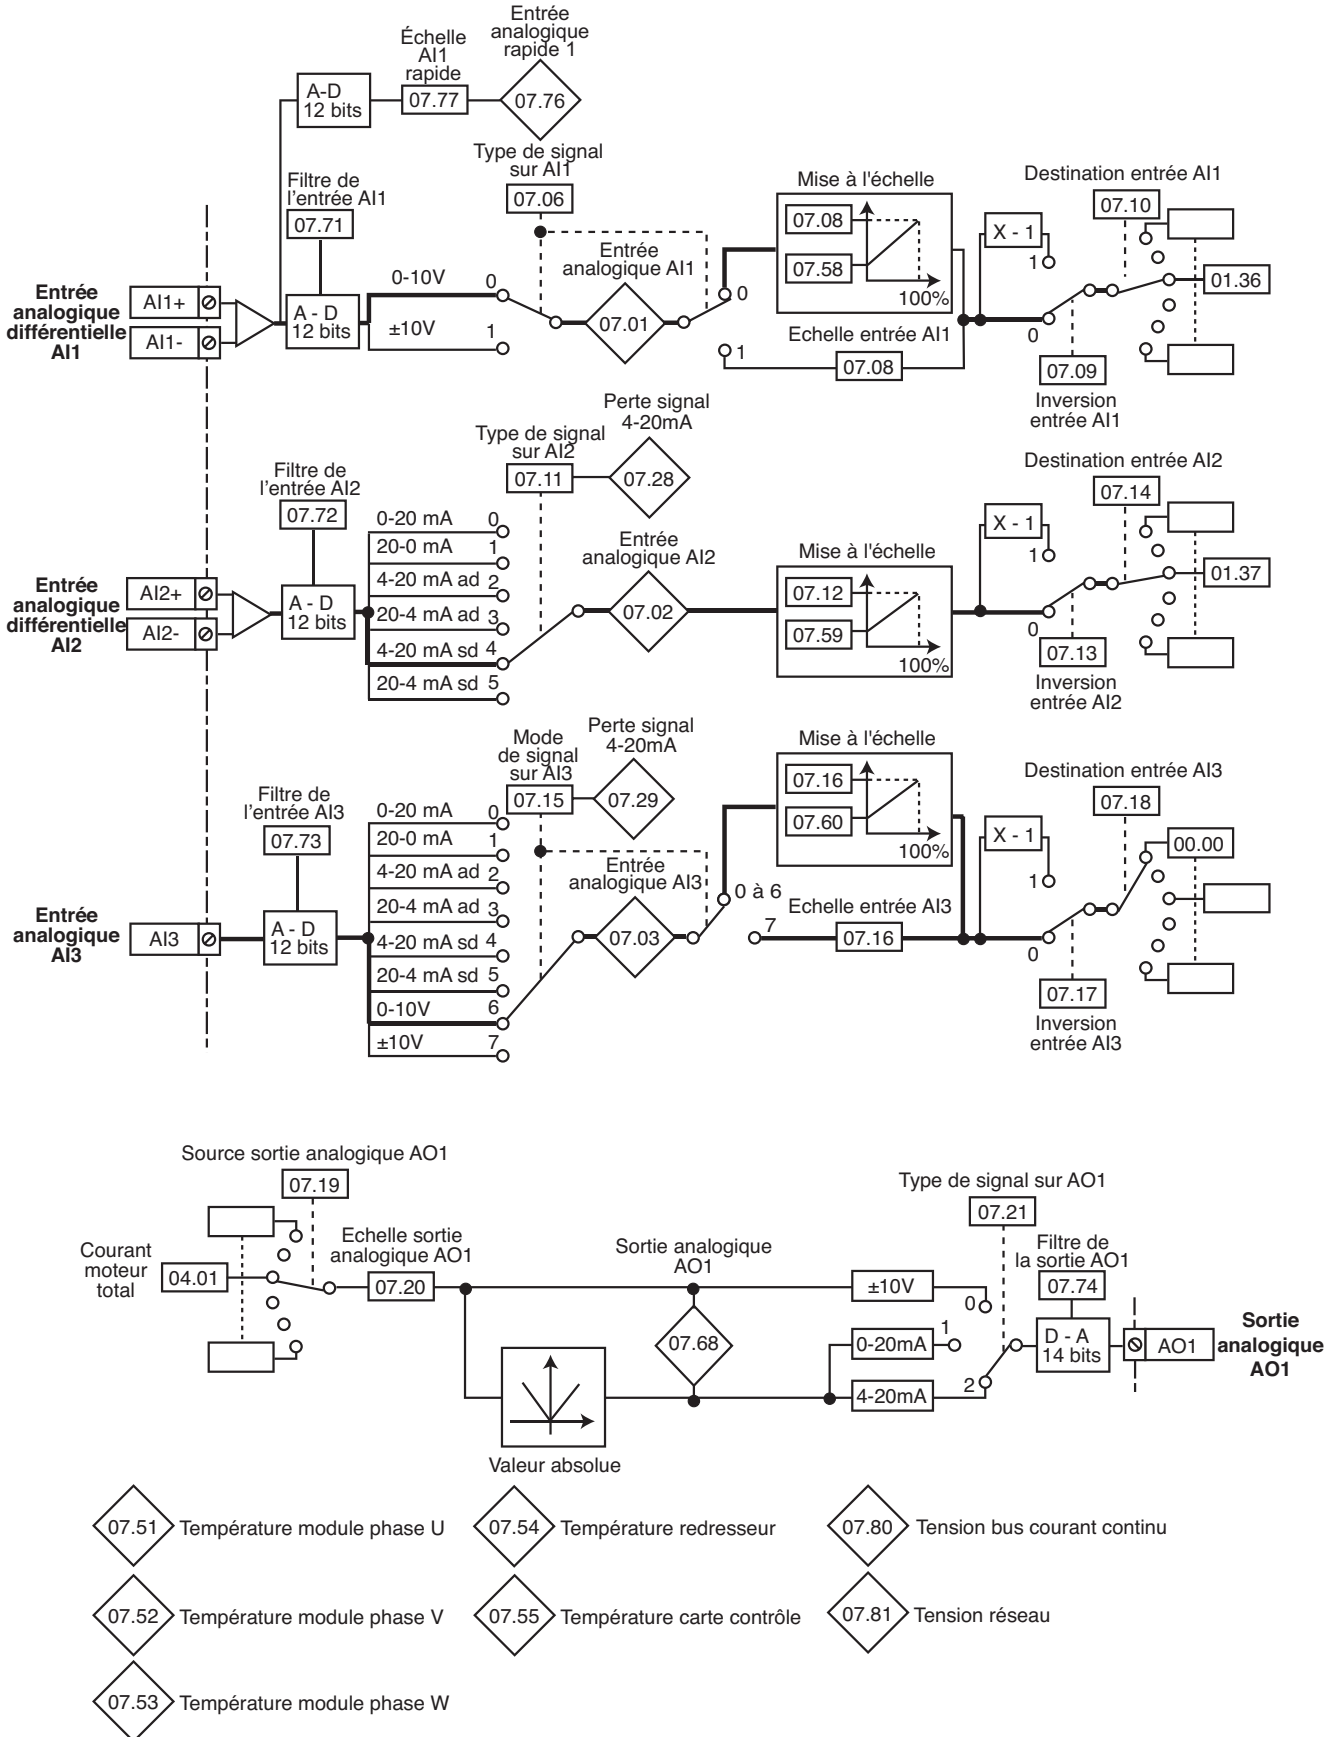 Entrée
analogique
rapide 1
Échelle
AI1
rapide
A-D
12 bits
07.77
07.76
Type de signal
sur AI1
07.06
Filtre de
l'entrée AI1
07.71
Mise à l'échelle
07.08
07.58
100%
Destination entrée AI1
07.10
X - 1
1
01.36
Entrée
analogique
différentielle
AI1
AI1+
AI1-
A - D
12 bits
0-10V
0
±10V
1
Entrée
analogique AI1
07.01
0
1
Echelle entrée AI1
07.08
0
07.09
Inversion
entrée AI1
Perte signal
4-20mA
Type de signal
sur AI2
07.11
07.28
Filtre de
l'entrée AI2
07.72
Destination entrée AI2
07.14
X - 1
1
01.37
Entrée
analogique
différentielle
AI2
AI2+
AI2-
A - D
12 bits
0-20 mA 0
20-0 mA 1
4-20 mA ad 2
20-4 mA ad 3
4-20 mA sd 4
20-4 mA sd 5
Entrée
analogique AI2
07.02
Mise à l'échelle
07.12
07.59
100%
0
07.13
Inversion
entrée AI2
Perte signal
4-20mA
Mode
de signal
sur AI3
07.15
07.29
Filtre de
l'entrée AI3
07.73
Mise à l'échelle
07.16
07.60
100%
Destination entrée AI3
07.18
X - 1
1
00.00
Entrée
analogique
AI3
AI3
A - D
12 bits
0-20 mA 0
20-0 mA 1
4-20 mA ad 2
20-4 mA ad 3
4-20 mA sd 4
20-4 mA sd 5
0-10V 6
±10V 7
Entrée
analogique AI3
07.03
0 à 6
7
Echelle entrée AI3
07.16
0
07.17
Inversion
entrée AI3
Source sortie analogique AO1
07.19
Courant
moteur
total
04.01
Echelle sortie
analogique AO1
07.20
Sortie analogique
AO1
07.68
Valeur absolue
Type de signal sur AO1
07.21
±10V
0
0-20mA
1
4-20mA
2
Filtre de
la sortie AO1
07.74
D - A
14 bits
AO1
Sortie
analogique
AO1
07.51 Température module phase U
07.54 Température redresseur
07.80 Tension bus courant continu
07.52 Température module phase V
07.55 Température carte contrôle
07.81 Tension réseau
07.53 Température module phase W